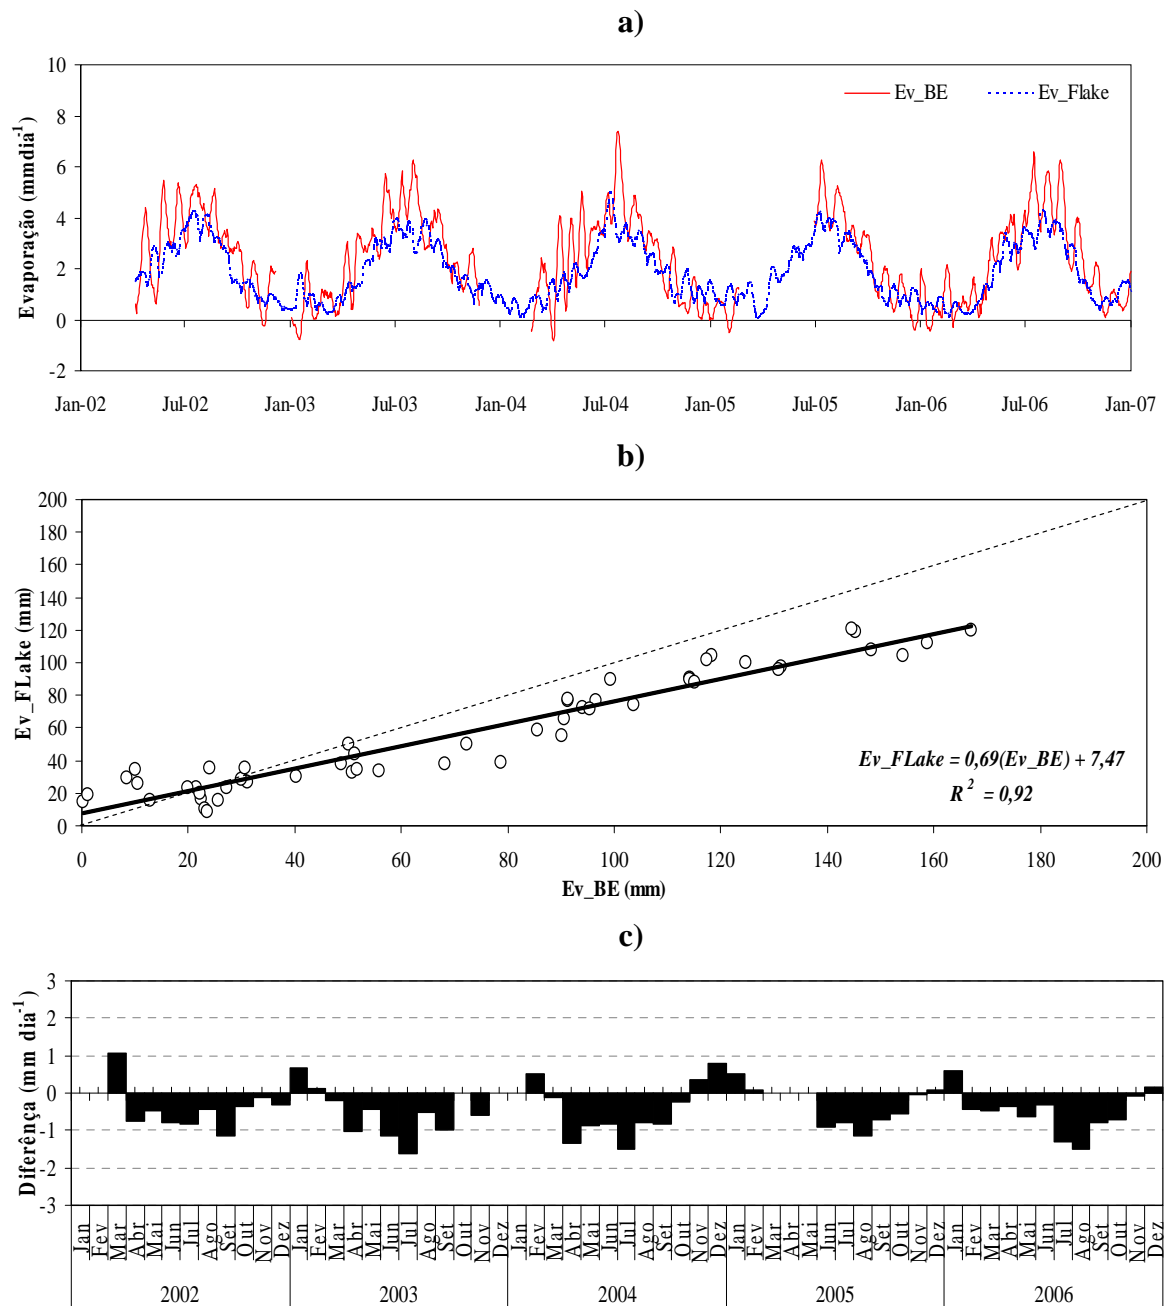 a)
Evaporação (mmdia-1)
10
8
6
4
2
0
-2
Ev_BE
Ev_Flake
Jan-02 Jul-02 Jan-03 Jul-03 Jan-04 Jul-04 Jan-05 Jul-05 Jan-06 Jul-06 Jan-07
b)
Ev_FLake (mm)
200
180
160
140
120
100
80
60
40
20
0
Ev_FLake = 0,69(Ev_BE) + 7,47
R2 = 0,92
0 20 40 60 80 100 120 140 160 180 200
Ev_BE (mm)
c)
Diferênça (mm dia-1)
3
2
1
0
-1
-2
-3
Jan Fev Mar Abr Mai Jun Jul Ago Set Out Nov Dez Jan Fev Mar Abr Mai Jun Jul Ago Set Out Nov Dez Jan Fev Mar Abr Mai Jun Jul Ago Set Out Nov Dez Jan Fev Mar Abr Mai Jun Jul Ago Set Out Nov Dez Jan Fev Mar Abr Mai Jun Jul Ago Set Out Nov Dez
2002 2003 2004 2005 2006